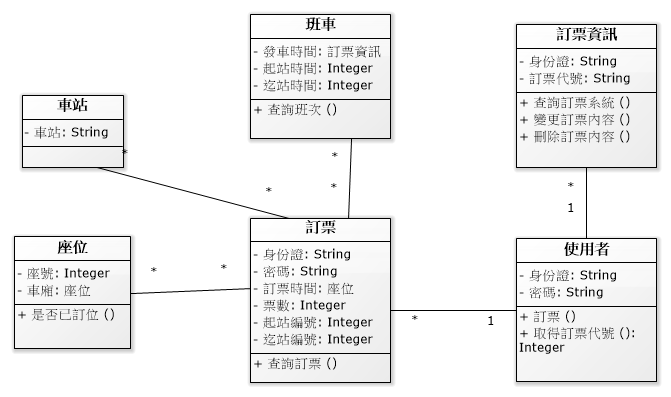 班車
- 發車時間: 訂票資訊
- 起站時間: Integer
- 迄站時間: Integer
+ 查詢班次 ()
訂票資訊
- 身份證: String
- 訂票代號: String
+ 查詢訂票系統 ()
+ 變更訂票內容 ()
+ 刪除訂票內容 ()
車站
- 車站: String
*
*
*
*
*
1
訂票
- 身份證: String
- 密碼: String
- 訂票時間: 座位
- 票數: Integer
- 起站編號: Integer
- 迄站編號: Integer
+ 查詢訂票 ()
座位
- 座號: Integer
- 車廂: 座位
+ 是否已訂位 ()
*
*
使用者
- 身份證: String
- 密碼: String
+ 訂票 ()
+ 取得訂票代號 ():
Integer
*
1